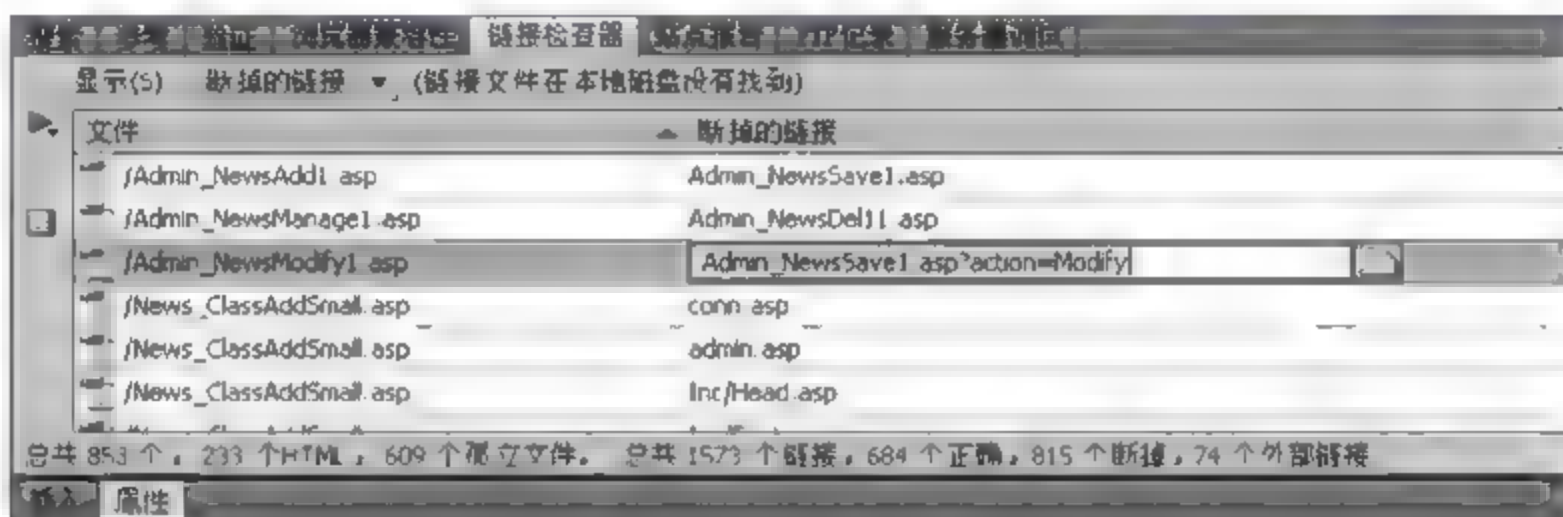 链接检查器
显示(S) 断掉的链接 (链接文件在本地磁盘没有找到)
文件 断掉的链接
/Admin_NewsAdd1.asp Admin_NewsSave1.asp
/Admin_NewsManage1.asp Admin_NewsDel11.asp
/Admin_NewsModify1.asp Admin_NewsSave1.asp?action=Modify
/News_ClassAddSmall.asp conn.asp
/News_ClassAddSmall.asp admin.asp
/News_ClassAddSmall.asp Inc/Head.asp
总共 853 个, 233 个HTML, 609 个孤立文件。 总共 1573 个链接, 684 个正确, 815 个断掉, 74 个外部链接
插入 属性